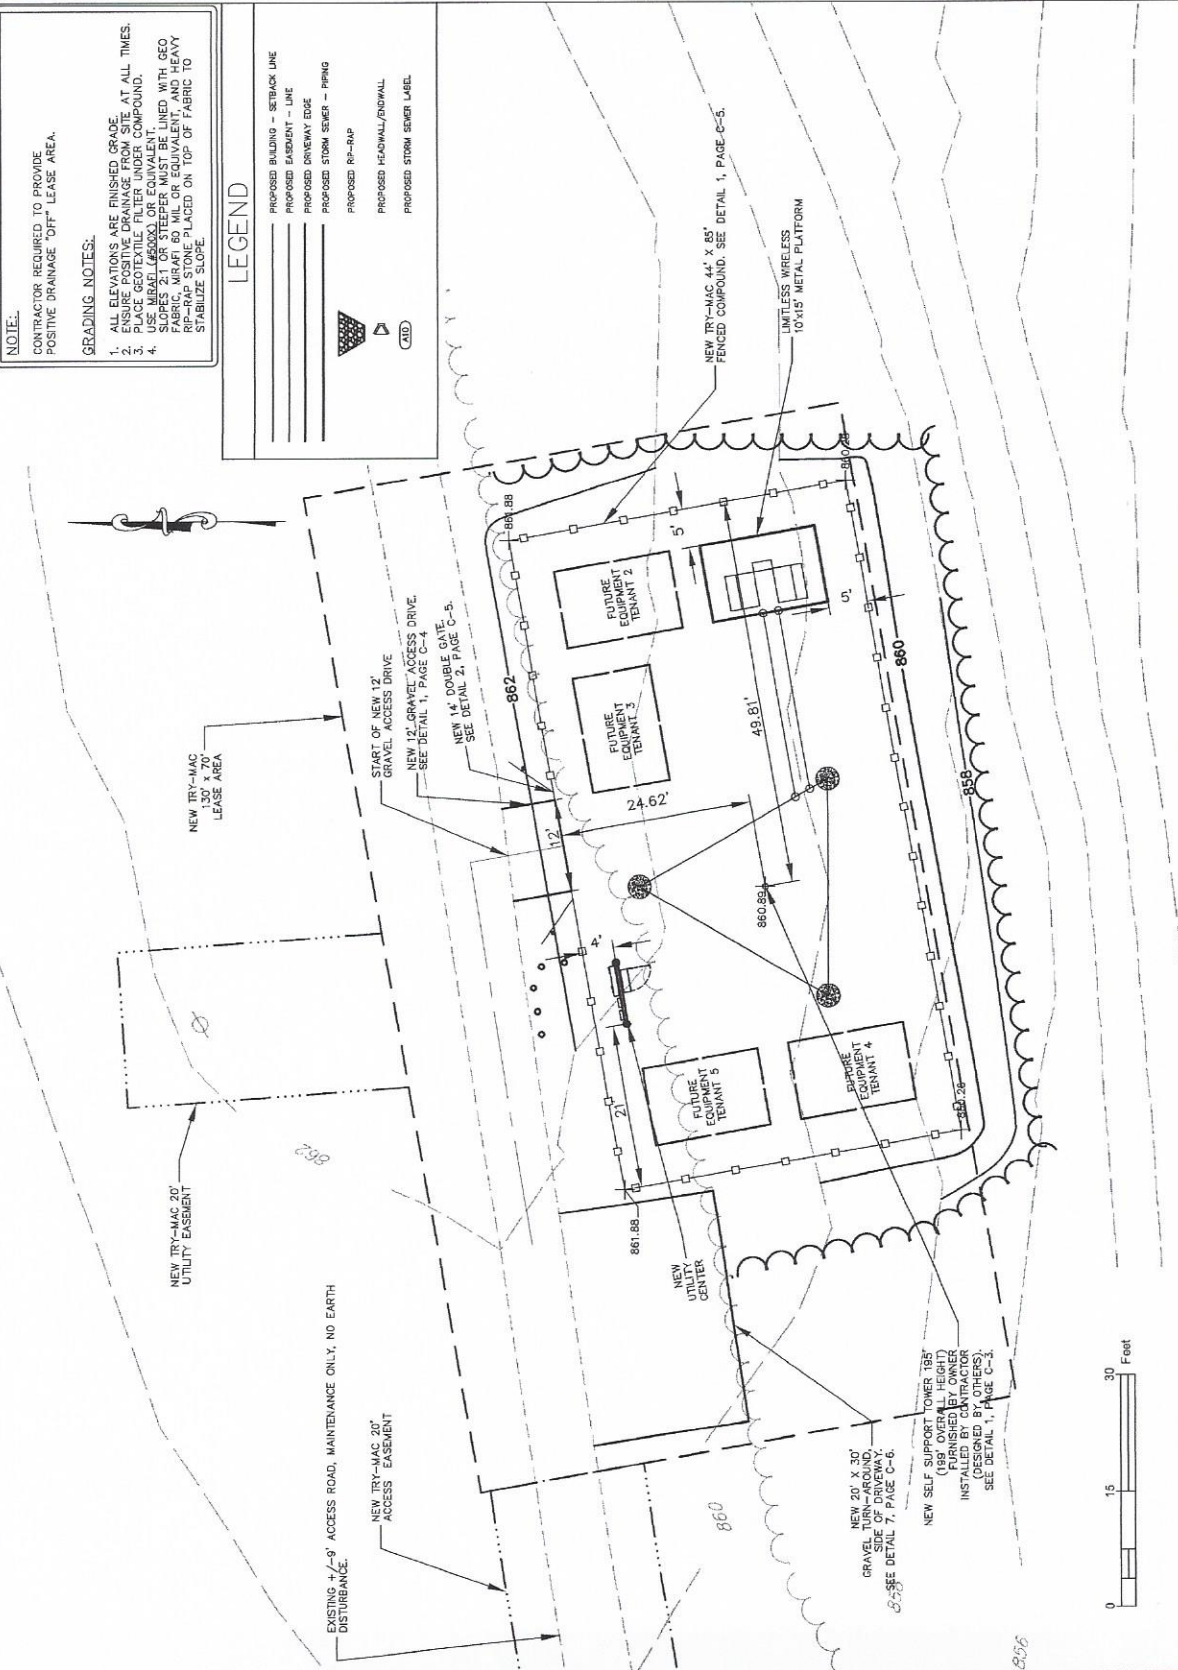 NOTE:
CONTRACTOR REQUIRED TO PROVIDE
POSITIVE DRAINAGE "OFF" LEASE AREA.
GRADING NOTES:
1. ALL ELEVATIONS ARE FINISHED GRADE.
2. ENSURE POSITIVE DRAINAGE FROM SITE AT ALL TIMES.
3. PLACE GEOTEXTILE FILTER UNDER COMPOUND.
USE MIRAFI (#500X) OR EQUIVALENT.
4. SLOPES 2:1 OR STEEPER MUST BE LINED WITH GEO
FABRIC, MIRAFI 60 MIL OR EQUIVALENT, AND HEAVY
RIP-RAP STONE PLACED ON TOP OF FABRIC TO
STABILIZE SLOPE.
LEGEND
PROPOSED BUILDING - SETBACK LINE
PROPOSED EASEMENT - LINE
PROPOSED DRIVEWAY EDGE
PROPOSED STORM SEWER - PIPING
PROPOSED RIP-RAP
PROPOSED HEADWALL/ENDWALL
A10
PROPOSED STORM SEWER LABEL
NEW TRY-MAC 44' X 85'
FENCED COMPOUND. SEE DETAIL 1, PAGE C-5.
LIMITLESS WIRELESS
10'x15' METAL PLATFORM
NEW TRY-MAC
130' x 70'
LEASE AREA
START OF NEW 12'
GRAVEL ACCESS DRIVE
NEW 12' GRAVEL ACCESS DRIVE.
SEE DETAIL 1, PAGE C-4
NEW 14' DOUBLE GATE.
SEE DETAIL 2, PAGE C-5.
861.88
862
5'
FUTURE
EQUIPMENT
TENANT 2
FUTURE
EQUIPMENT
TENANT 3
5'
860
858
49.81'
24.62'
12'
860.89
4'
21'
FUTURE
EQUIPMENT
TENANT 5
FUTURE
EQUIPMENT
TENANT 4
860.26
861.88
NEW
UTILITY
CENTER
NEW TRY-MAC 20'
UTILITY EASEMENT
862
EXISTING +/-9' ACCESS ROAD, MAINTENANCE ONLY, NO EARTH
DISTURBANCE.
NEW TRY-MAC 20'
ACCESS EASEMENT
860
NEW 20' X 30'
GRAVEL TURN-AROUND,
SIDE OF DRIVEWAY.
SEE DETAIL 7, PAGE C-6.
858
NEW SELF SUPPORT TOWER 195'
(199' OVERALL HEIGHT)
FURNISHED BY OWNER
INSTALLED BY CONTRACTOR
(DESIGNED BY OTHERS).
SEE DETAIL 1, PAGE C-3.
856
0 15 30
Feet